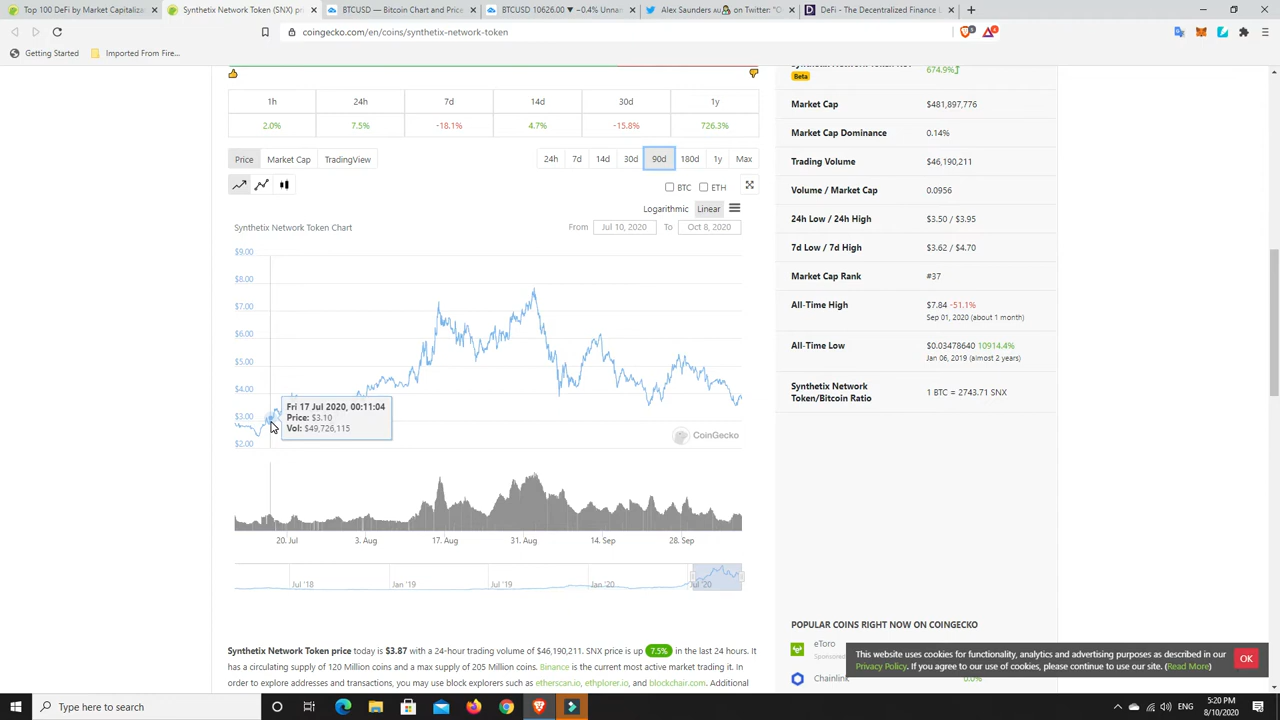 Top 100 DeFi by Market Capitaliza
Synthetix Network Token (SNX) pri
BTCUSD — Bitcoin Chart and Price
BTCUSD 10626.00 ▼ −0.4% Unnam
Alex Saunders au on Twitter: "O
DeFi - The Decentralized Finance L
coingecko.com/en/coins/synthetix-network-token
Getting Started
Imported From Fire...
1h 24h 7d 14d 30d 1y
2.0% 7.5% -18.1% 4.7% -15.8% 726.3%
Price Market Cap TradingView
24h 7d 14d 30d 90d 180d 1y Max
BTC ETH
Logarithmic Linear
Synthetix Network Token Chart
From Jul 10, 2020 To Oct 8, 2020
$9.00
$8.00
$7.00
$6.00
$5.00
$4.00
$3.00
$2.00
Fri 17 Jul 2020, 00:11:04
Price: $3.10
Vol: $49,726,115
CoinGecko
20. Jul 3. Aug 17. Aug 31. Aug 14. Sep 28. Sep
Jul '18 Jan '19 Jul '19 Jan '20 Jul '20
Synthetix Network Token price today is $3.87 with a 24-hour trading volume of $46,190,211. SNX price is up 7.5% in the last 24 hours. It
has a circulating supply of 120 Million coins and a max supply of 205 Million coins. Binance is the current most active market trading it. In
order to explore addresses and transactions, you may use block explorers such as etherscan.io, ethplorer.io, and blockchair.com. Additional
Beta
674.9%
Market Cap $481,897,776
Market Cap Dominance 0.14%
Trading Volume $46,190,211
Volume / Market Cap 0.0956
24h Low / 24h High $3.50 / $3.95
7d Low / 7d High $3.62 / $4.70
Market Cap Rank #37
All-Time High $7.84 -51.1%
Sep 01, 2020 (about 1 month)
All-Time Low $0.03478640 10914.4%
Jan 06, 2019 (almost 2 years)
Synthetix Network
Token/Bitcoin Ratio 1 BTC = 2743.71 SNX
POPULAR COINS RIGHT NOW ON COINGECKO
eToro
Sponsored
Chainlink 0.0%
This website uses cookies for functionality, analytics and advertising purposes as described in our
Privacy Policy. If you agree to our use of cookies, please continue to use our site. (Read More)
OK
Type here to search
ENG
5:20 PM
8/10/2020